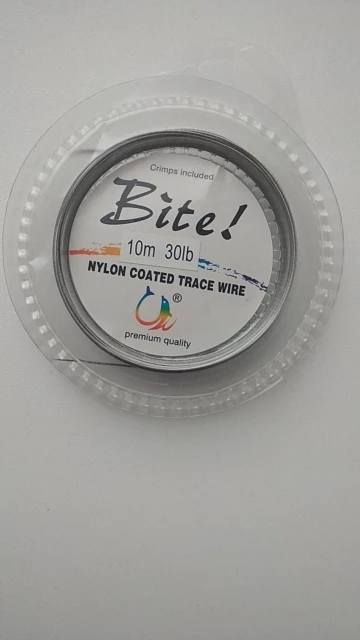 Crimps included
Bite!
10m 30lb
NYLON COATED TRACE WIRE
®
premium quality